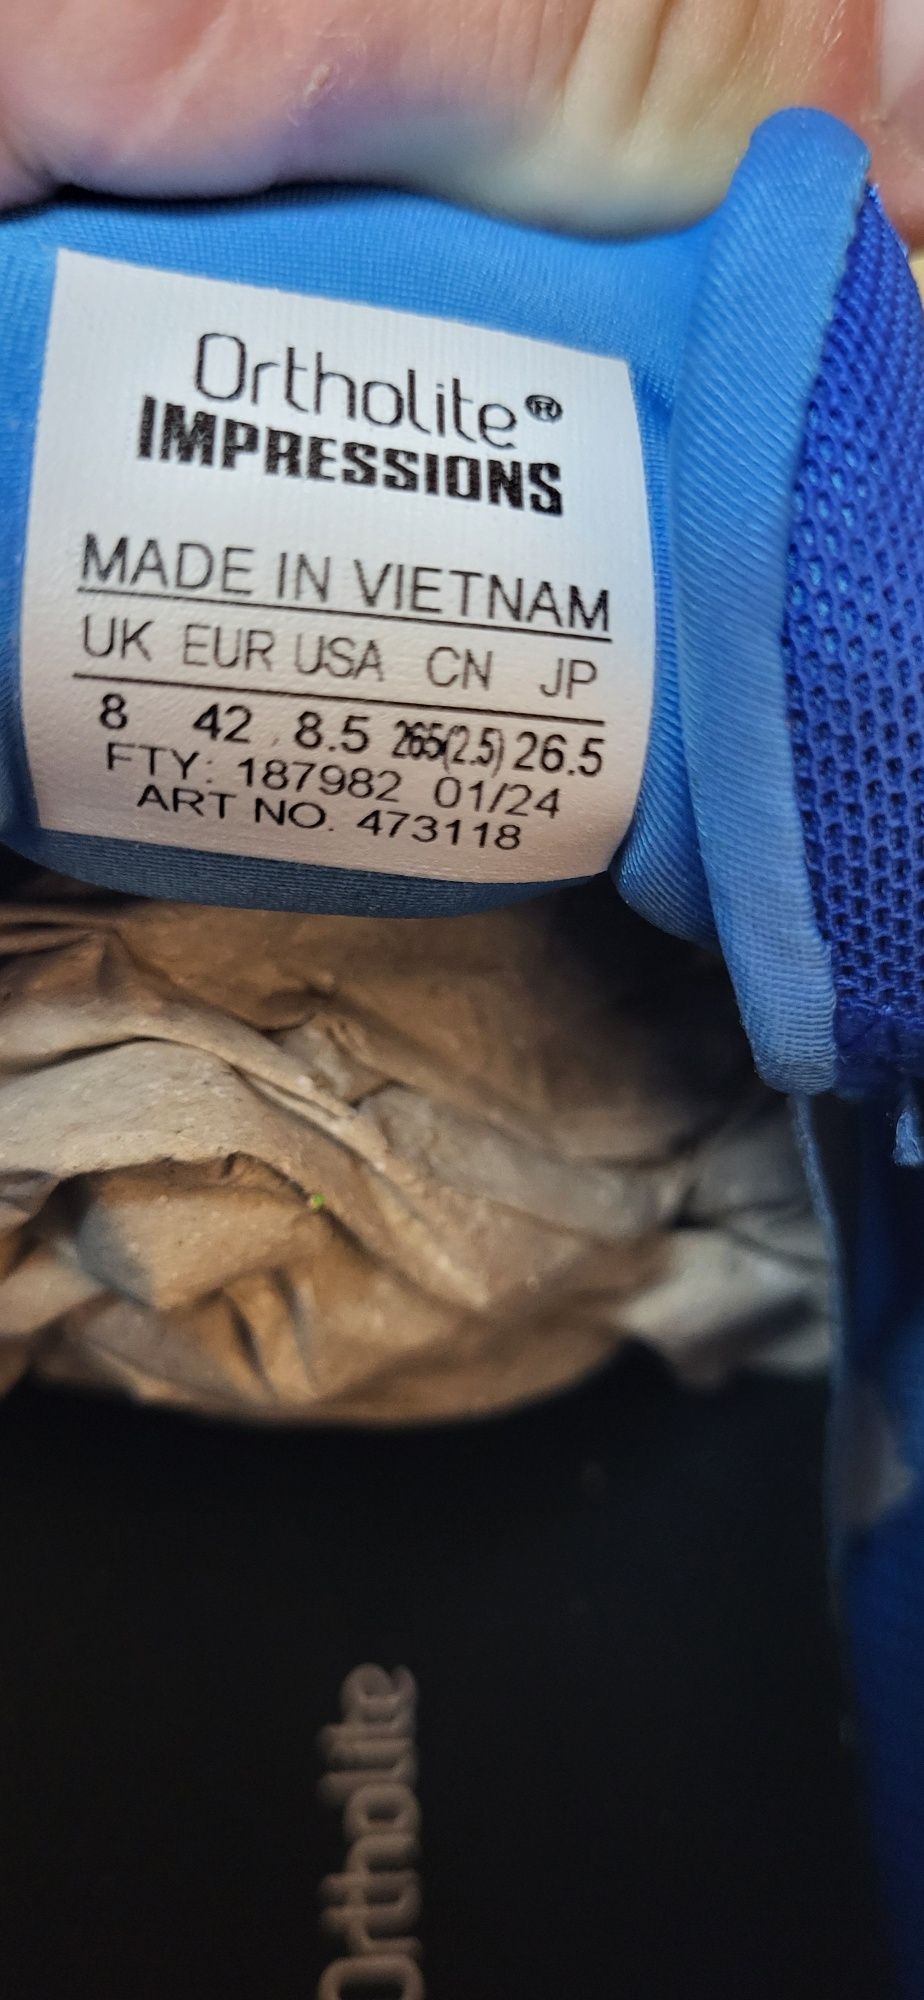 Ortholite®
IMPRESSIONS
MADE IN VIETNAM
UK EUR USA CN JP
8 42 8.5 265(2.5) 26.5
FTY: 187982 01/24
ART NO. 473118
Ortholite